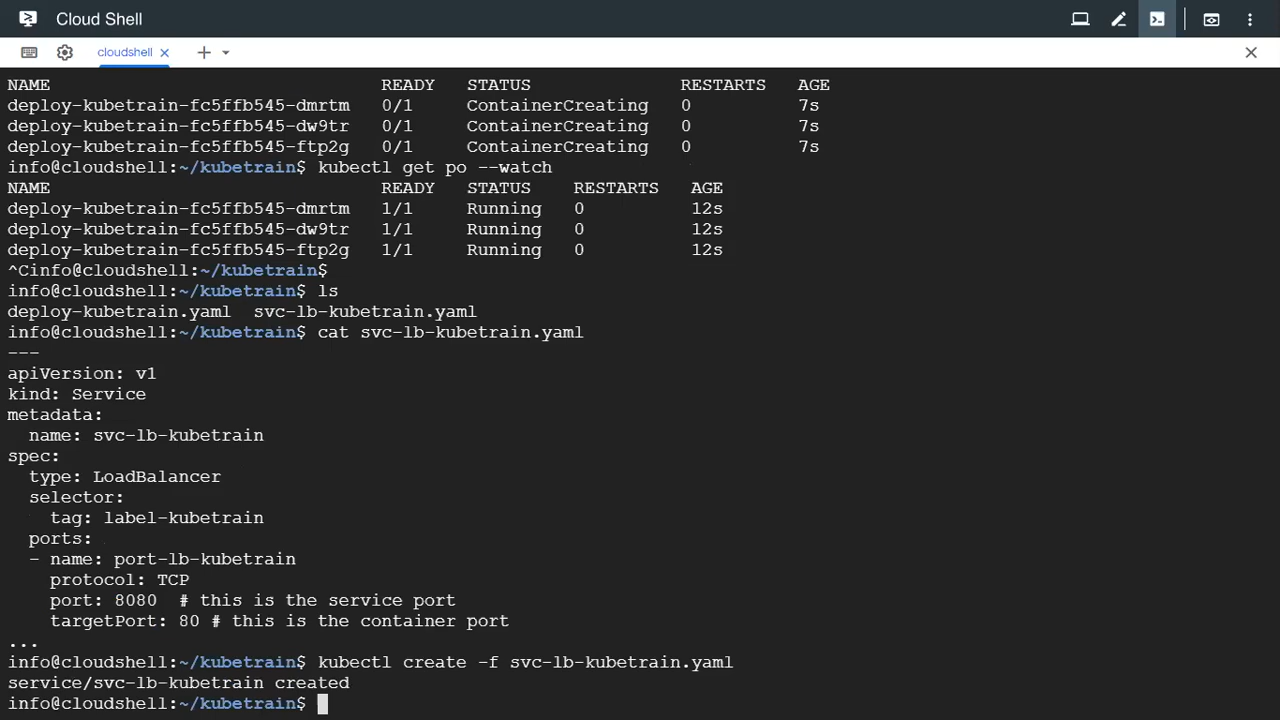 Cloud Shell
cloudshell
NAME READY STATUS RESTARTS AGE
deploy-kubetrain-fc5ffb545-dmrtm 0/1 ContainerCreating 0 7s
deploy-kubetrain-fc5ffb545-dw9tr 0/1 ContainerCreating 0 7s
deploy-kubetrain-fc5ffb545-ftp2g 0/1 ContainerCreating 0 7s
info@cloudshell:~/kubetrain$ kubectl get po --watch
NAME READY STATUS RESTARTS AGE
deploy-kubetrain-fc5ffb545-dmrtm 1/1 Running 0 12s
deploy-kubetrain-fc5ffb545-dw9tr 1/1 Running 0 12s
deploy-kubetrain-fc5ffb545-ftp2g 1/1 Running 0 12s
^Cinfo@cloudshell:~/kubetrain$
info@cloudshell:~/kubetrain$ ls
deploy-kubetrain.yaml svc-lb-kubetrain.yaml
info@cloudshell:~/kubetrain$ cat svc-lb-kubetrain.yaml
---
apiVersion: v1
kind: Service
metadata:
  name: svc-lb-kubetrain
spec:
  type: LoadBalancer
  selector:
    tag: label-kubetrain
  ports:
  - name: port-lb-kubetrain
    protocol: TCP
    port: 8080  # this is the service port
    targetPort: 80 # this is the container port
...
info@cloudshell:~/kubetrain$ kubectl create -f svc-lb-kubetrain.yaml
service/svc-lb-kubetrain created
info@cloudshell:~/kubetrain$